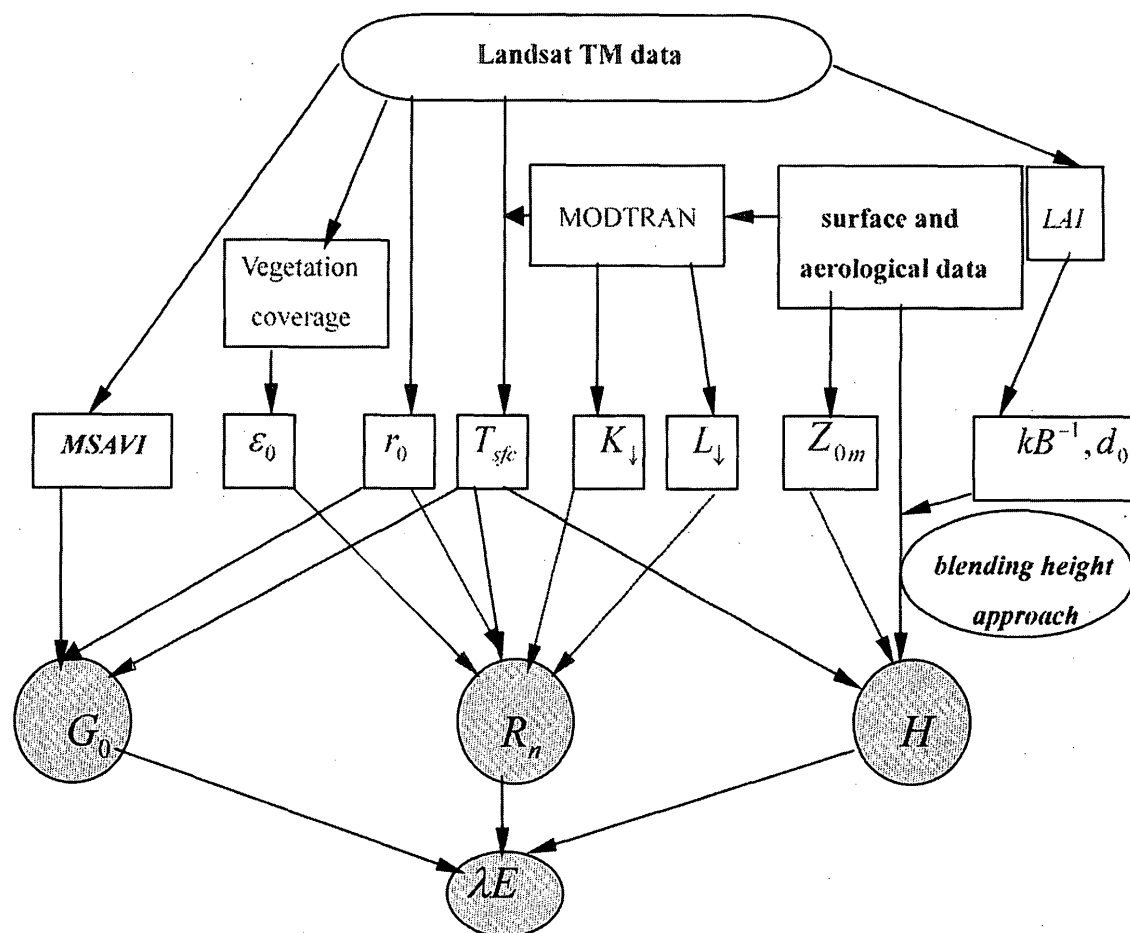 Landsat TM data
MODTRAN
surface and
aerological data
LAI
Vegetation
coverage
MSAVI
ε₀
r₀
T_sfc
K↓
L↓
Z₀ₘ
kB⁻¹, d₀
blending height
approach
G₀
Rₙ
H
λE